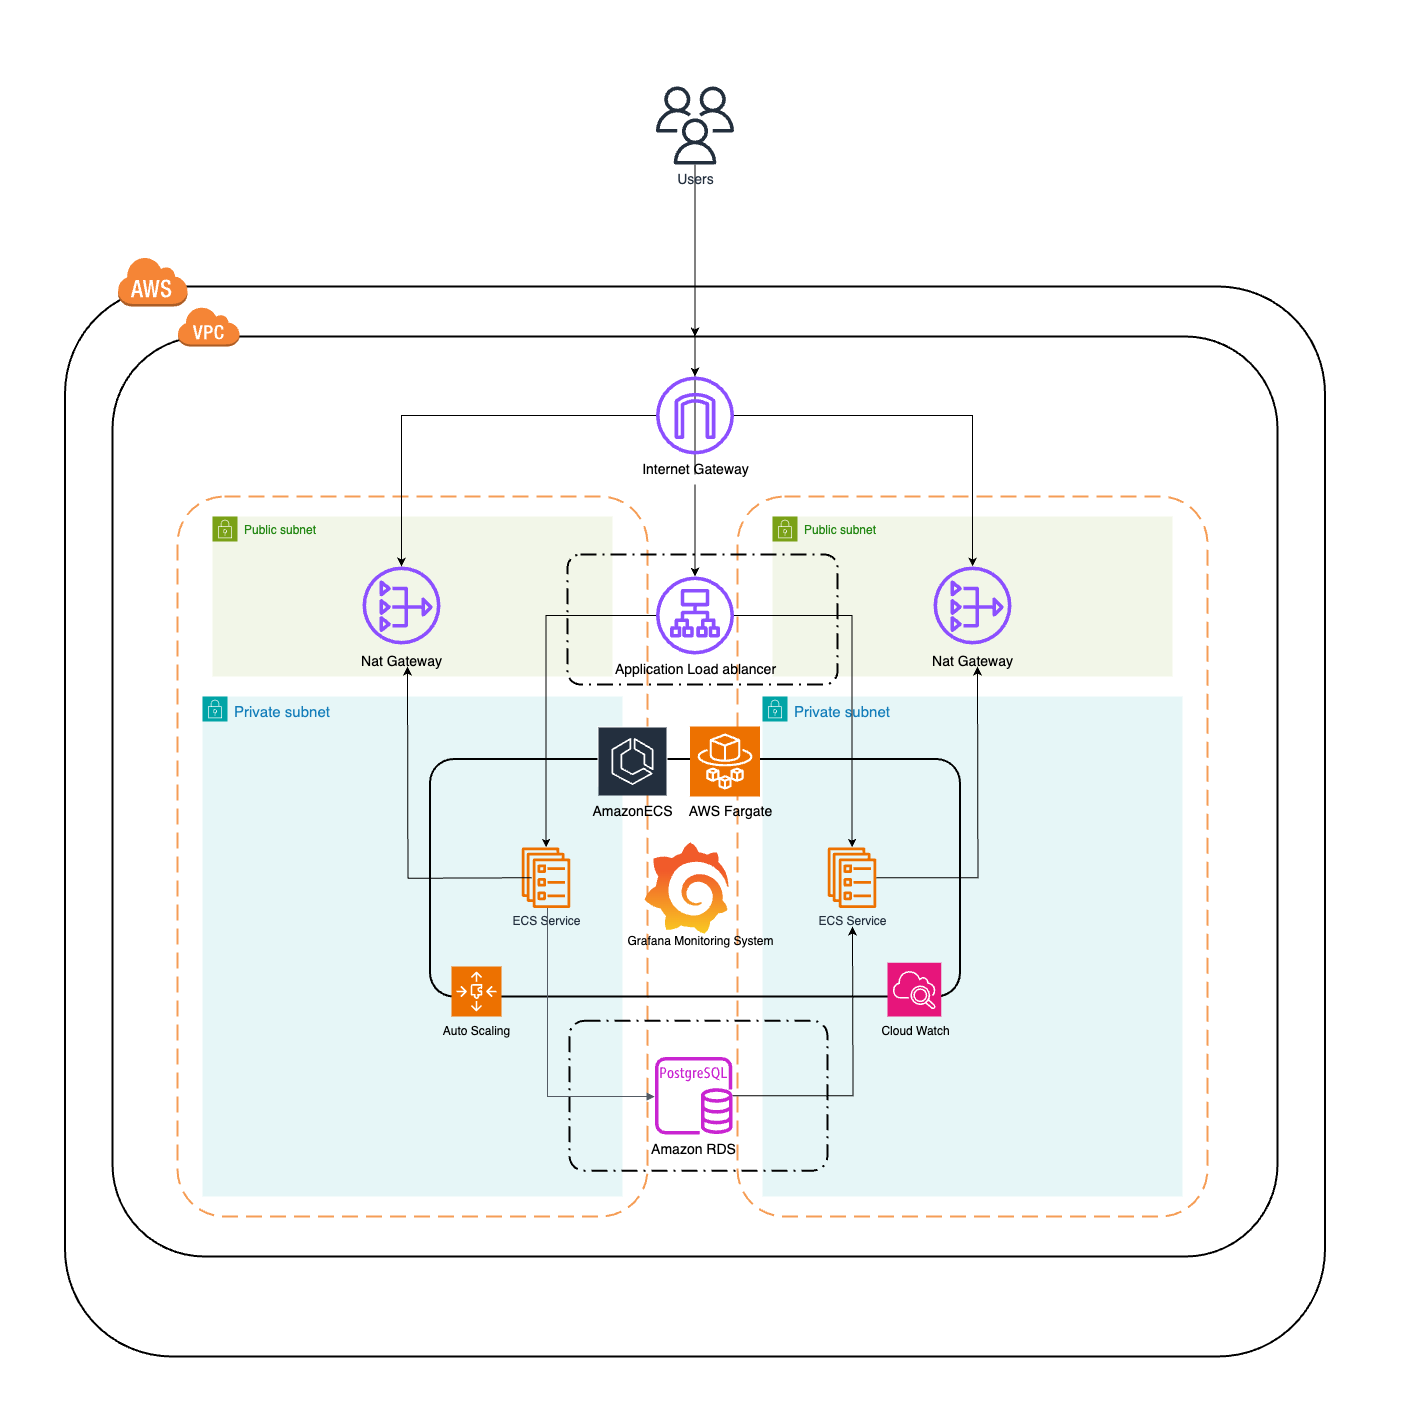 Users
AWS
VPC
Internet Gateway
Public subnet
Public subnet
Nat Gateway
Application Load ablancer
Nat Gateway
Private subnet
Private subnet
AmazonECS
AWS Fargate
ECS Service
Grafana Monitoring System
ECS Service
Auto Scaling
Cloud Watch
PostgreSQL
Amazon RDS